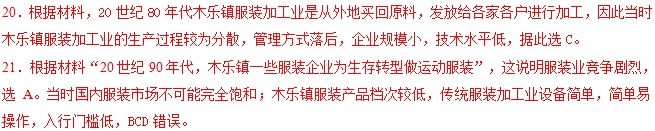 20．根据材料，20 世纪 80 年代木乐镇服装加工业是从外地买回原料，发放给各家各户进行加工，因此当时
木乐镇服装加工业的生产过程较为分散，管理方式落后，企业规模小，技术水平低，据此选 C。
21．根据材料“20世纪 90年代，木乐镇一些服装企业为生存转型做运动服装”，这说明服装业竞争剧烈，
选 A。当时国内服装市场不可能完全饱和；木乐镇服装产品档次较低，传统服装加工业设备简单，简单易
操作，入行门槛低，BCD 错误。